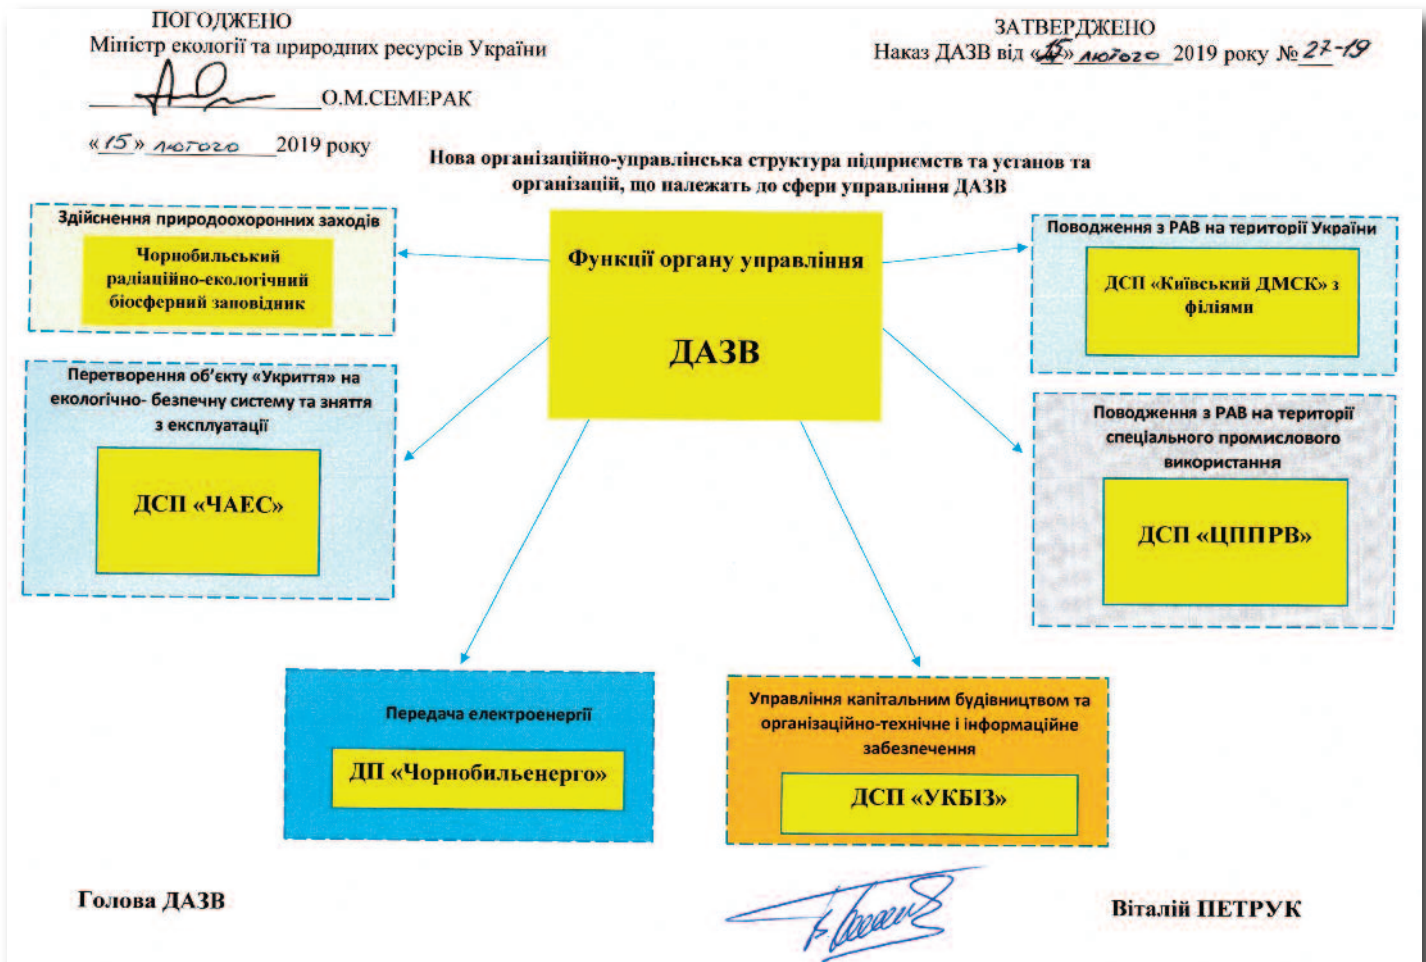 ПОГОДЖЕНО
Міністр екології та природних ресурсів України
О.М.СЕМЕРАК
«15» лютого 2019 року
ЗАТВЕРДЖЕНО
Наказ ДАЗВ від «15» лютого 2019 року № 27-19
Нова організаційно-управлінська структура підприємств та установ та
організацій, що належать до сфери управління ДАЗВ
Здійснення природоохоронних заходів
Чорнобильський
радіаційно-екологічний
біосферний заповідник
Функції органу управління
ДАЗВ
Поводження з РАВ на території України
ДСП «Київський ДМСК» з
філіями
Перетворення об’єкту «Укриття» на
екологічно- безпечну систему та зняття
з експлуатації
ДСП «ЧАЕС»
Поводження з РАВ на території
спеціального промислового
використання
ДСП «ЦППРВ»
Передача електроенергії
ДП «Чорнобильенерго»
Управління капітальним будівництвом та
організаційно-технічне і інформаційне
забезпечення
ДСП «УКБІЗ»
Голова ДАЗВ
Віталій ПЕТРУК